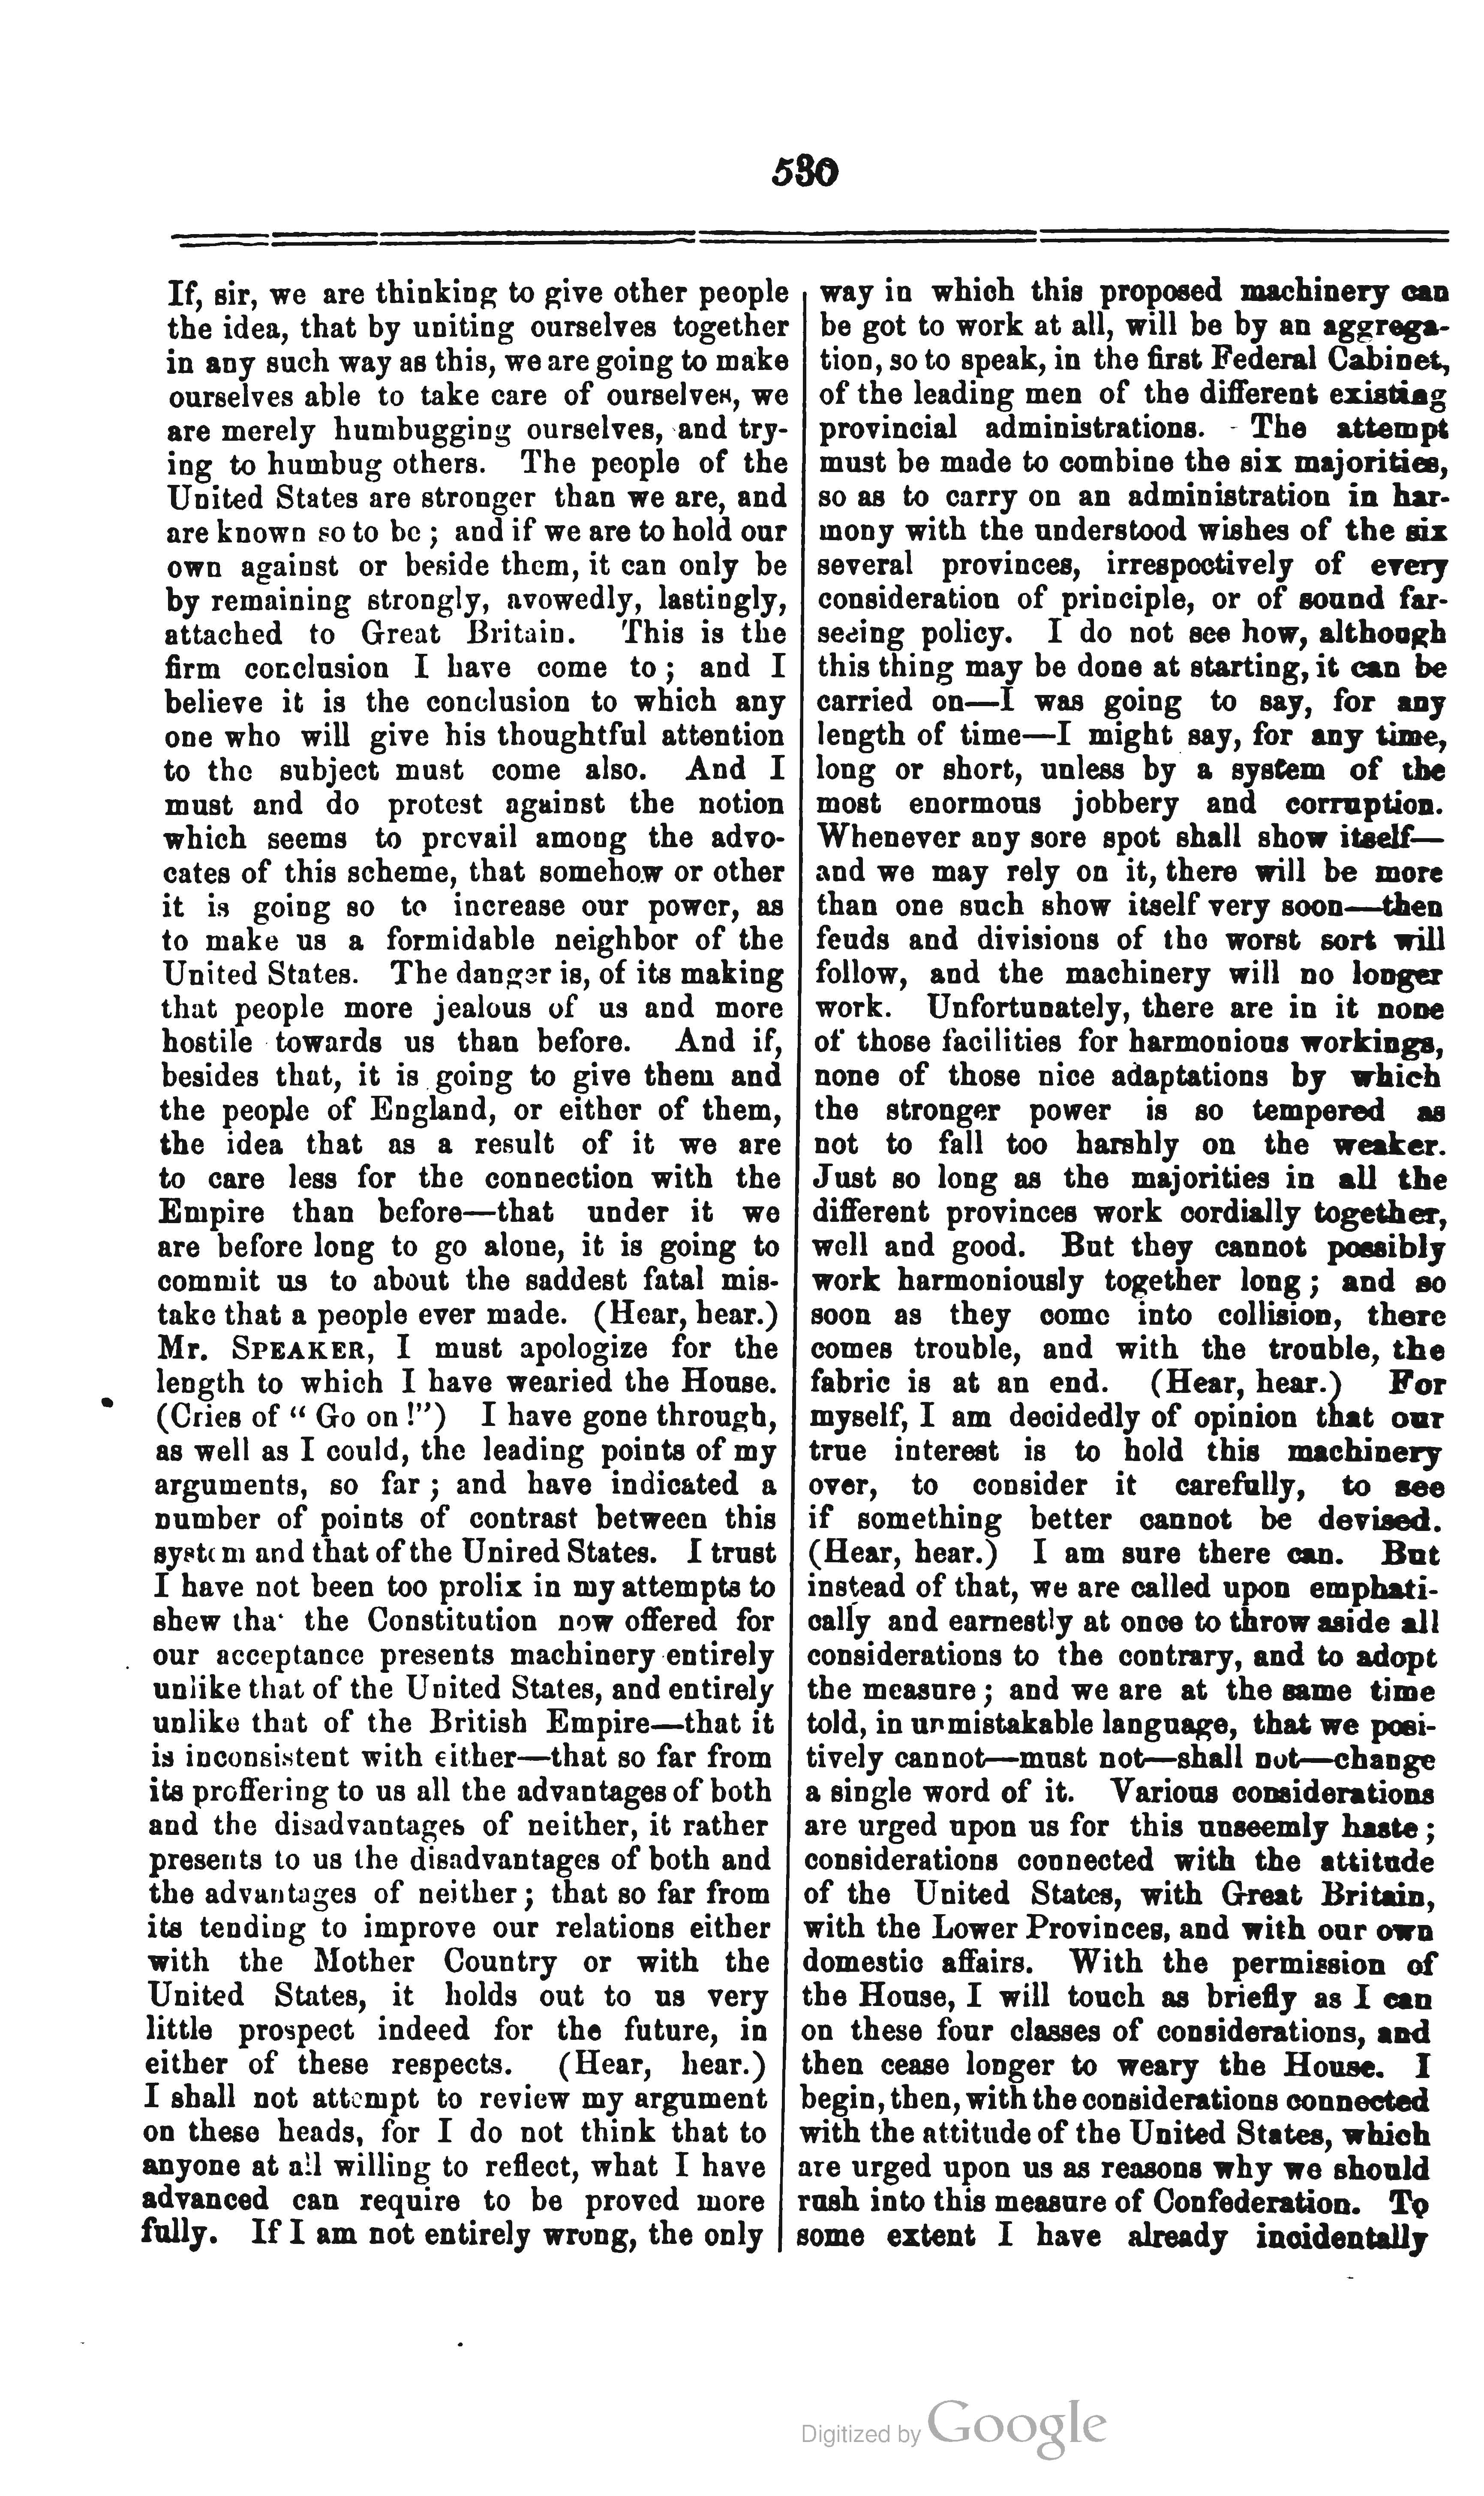 530
If, sir, we are thinking to give other people
the idea, that by uniting ourselves together
in any such way as this, we are going to make
ourselves able to take care of ourselves, we
are merely humbugging ourselves, and try-
ing to humbug others. The people of the
United States are stronger than we are, and
are known so to be; and if we are to hold our
own against or beside them, it can only be
by remaining strongly, avowedly, lastingly,
attached to Great Britain. This is the
firm conclusion I have come to; and I
believe it is the conclusion to which any
one who will give his thoughtful attention
to the subject must come also. And I
must and do protest against the notion
which seems to prevail among the advo-
cates of this scheme, that somehow or other
it is going so to increase our power, as
to make us a formidable neighbor of the
United States. The danger is, of its making
that people more jealous of us and more
hostile towards us than before. And if,
besides that, it is going to give them and
the people of England, or either of them,
the idea that as a result of it we are
to care less for the connection with the
Empire than before—that under it we
are before long to go alone, it is going to
commit us to about the saddest fatal mis-
take that a people ever made. (Hear, hear.)
Mr. SPEAKER, I must apologize for the
length to which I have wearied the House.
(Cries of "Go on!") I have gone through,
as well as I could, the leading points of my
arguments, so far; and have indicated a
number of points of contrast between this
system and that of the Unired States. I trust
I have not been too prolix in my attempts to
shew tha· the Constitution now offered for
our acceptance presents machinery entirely
unlike that of the United States, and entirely
unlike that of the British Empire—that it
is inconsistent with either—that so far from
its proffering to us all the advantages of both
and the disadvantages of neither, it rather
presents to us the disadvantages of both and
the advantages of neither; that so far from
its tending to improve our relations either
with the Mother Country or with the
United States, it holds out to us very
little prospect indeed for the future, in
either of these respects. (Hear, hear.)
I shall not attempt to review my argument
on these heads, for I do not think that to
anyone at all willing to reflect, what I have
advanced can require to be proved more
fully. If I am not entirely wrong, the only
way in which this proposed machinery can
be got to work at all, will be by an aggrega-
tion, so to speak, in the first Federal Cabinet,
of the leading men of the different existing
provincial administrations. The attempt
must be made to combine the six majorities,
so as to carry on an administration in har-
mony with the understood wishes of the six
several provinces, irrespectively of every
consideration of principle, or of sound far-
seeing policy. I do not see how, although
this thing may be done at starting, it can be
carried on—I was going to say, for any
length of time—I might say, for any time,
long or short, unless by a system of the
most enormous jobbery and corruption.
Whenever any sore spot shall show itself—
and we may rely on it, there will be more
than one such show itself very soon—then
feuds and divisions of the worst sort will
follow, and the machinery will no longer
work. Unfortunately, there are in it none
of those facilities for harmonious workings,
none of those nice adaptations by which
the stronger power is so tempered as
not to fall too harshly on the weaker.
Just so long as the majorities in all the
different provinces work cordially together,
well and good. But they cannot possibly
work harmoniously together long; and so
soon as they come into collision, there
comes trouble, and with the trouble, the
fabric is at an end. (Hear, hear.) For
myself, I am decidedly of opinion that our
true interest is to hold this machinery
over, to consider it carefully, to see
if something better cannot be devised.
(Hear, hear.) I am sure there can. But
instead of that, we are called upon emphati-
cally and earnestly at once to throw aside all
considerations to the contrary, and to adopt
the measure; and we are at the same time
told, in unmistakable language, that we posi-
tively cannot—must not—shall not—change
a single word of it. Various considerations
are urged upon us for this unseemly haste;
considerations connected with the attitude
of the United States, with Great Britain,
with the Lower Provinces, and with our own
domestic affairs. With the permission of
the House, I will touch as briefly as I can
on these four classes of considerations, and
then cease longer to weary the House. I
begin, then, with the considerations connected
with the attitude of the United States, which
are urged upon us as reasons why we should
rush into this measure of Confederation. To
some extent I have already incidentally
Digitized by Google